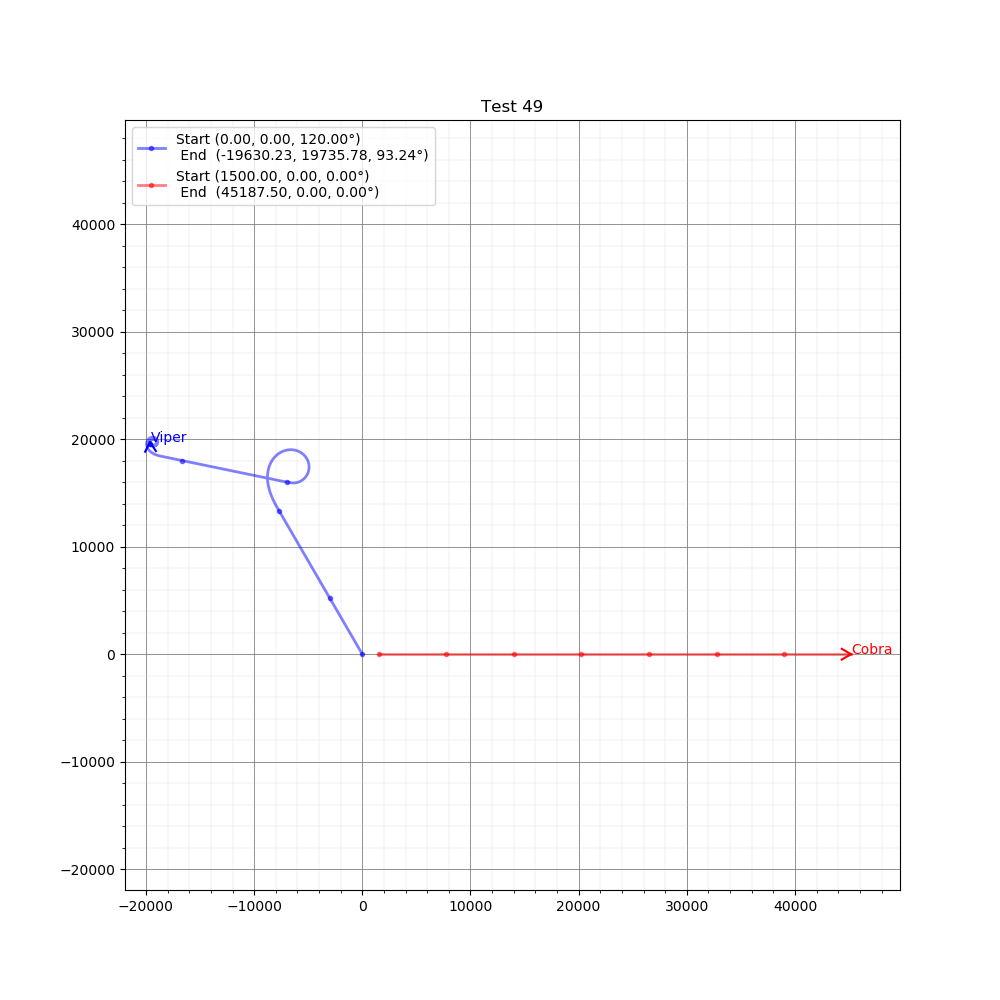 Test 49
Start (0.00, 0.00, 120.00°)
End (-19630.23, 19735.78, 93.24°)
Start (1500.00, 0.00, 0.00°)
End (45187.50, 0.00, 0.00°)
40000
30000
20000
10000
0
−10000
−20000
Viper
Cobra
−20000 −10000 0 10000 20000 30000 40000